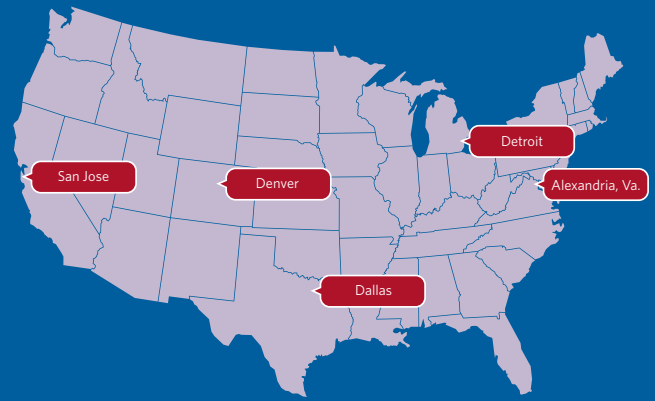 Detroit
San Jose
Denver
Alexandria, Va.
Dallas